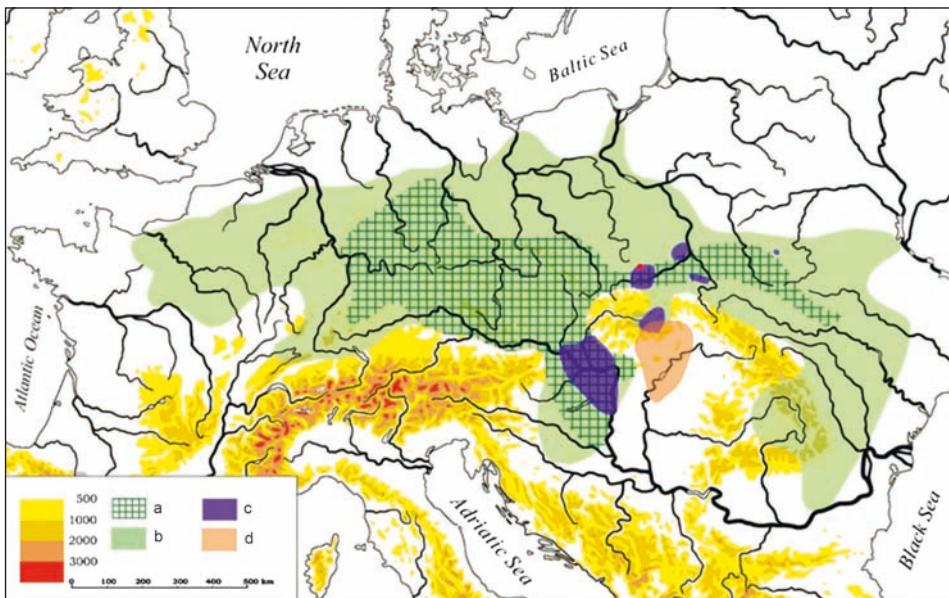 North
Sea
Baltic Sea
Atlantic Ocean
Adriatic Sea
Black Sea
500
1000
2000
3000
a
b
c
d
0 100 200 300 400 500 km